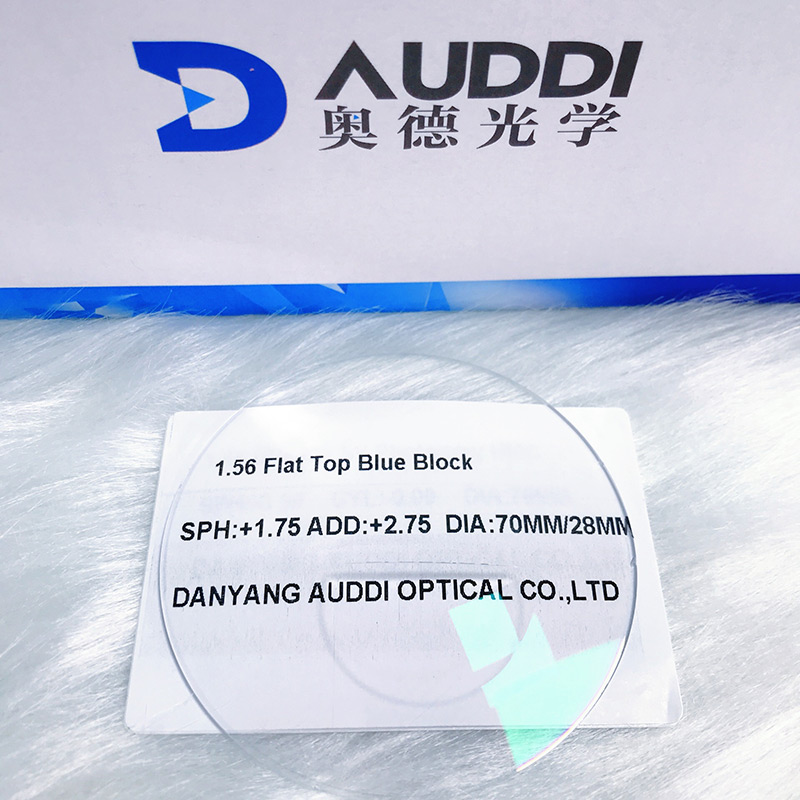 AUDDI
奥德光学
1.56 Flat Top Blue Block
SPH:+1.75 ADD:+2.75 DIA:70MM/28MM
DANYANG AUDDI OPTICAL CO.,LTD